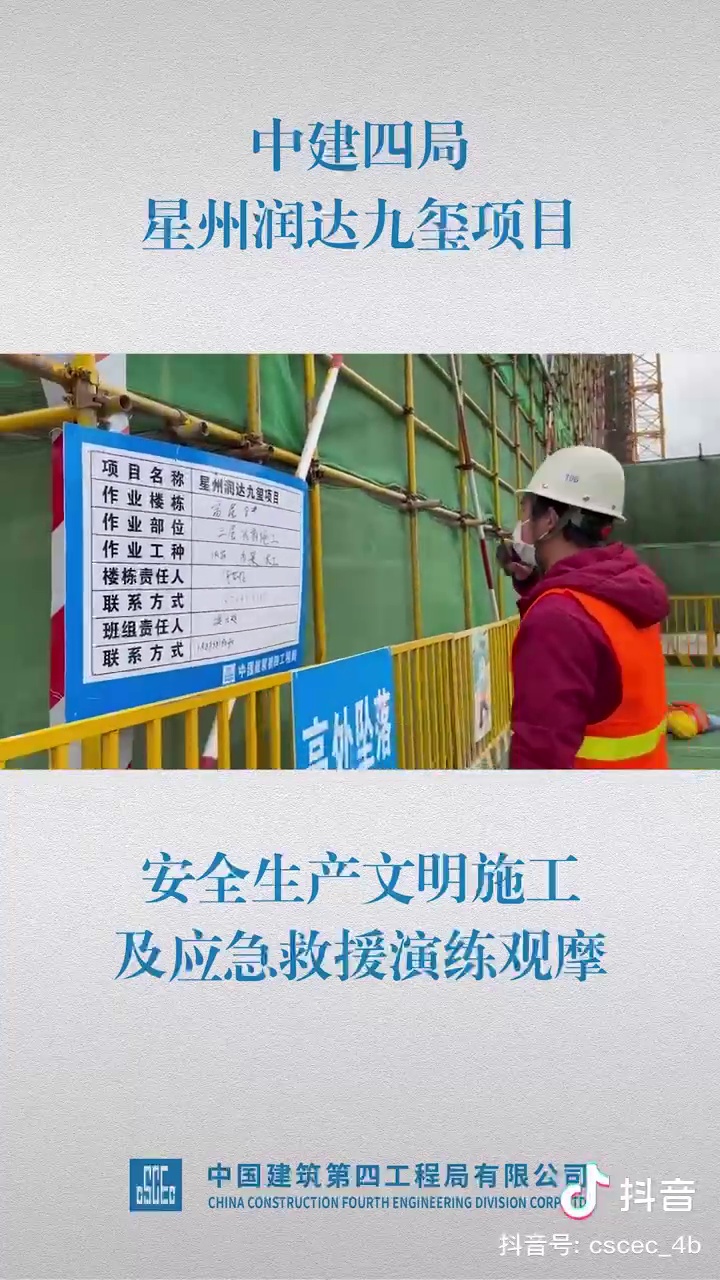 中建四局
星州润达九玺项目
项目名称 星州润达九玺项目
作业楼栋
作业部位
作业工种
楼栋责任人
联系方式
班组责任人
联系方式
中国建筑第四工程局
高处坠落
安全生产文明施工
及应急救援演练观摩
CSCEC 中国建筑第四工程局有限公司
CHINA CONSTRUCTION FOURTH ENGINEERING DIVISION CORP
抖音
抖音号: cscec_4b